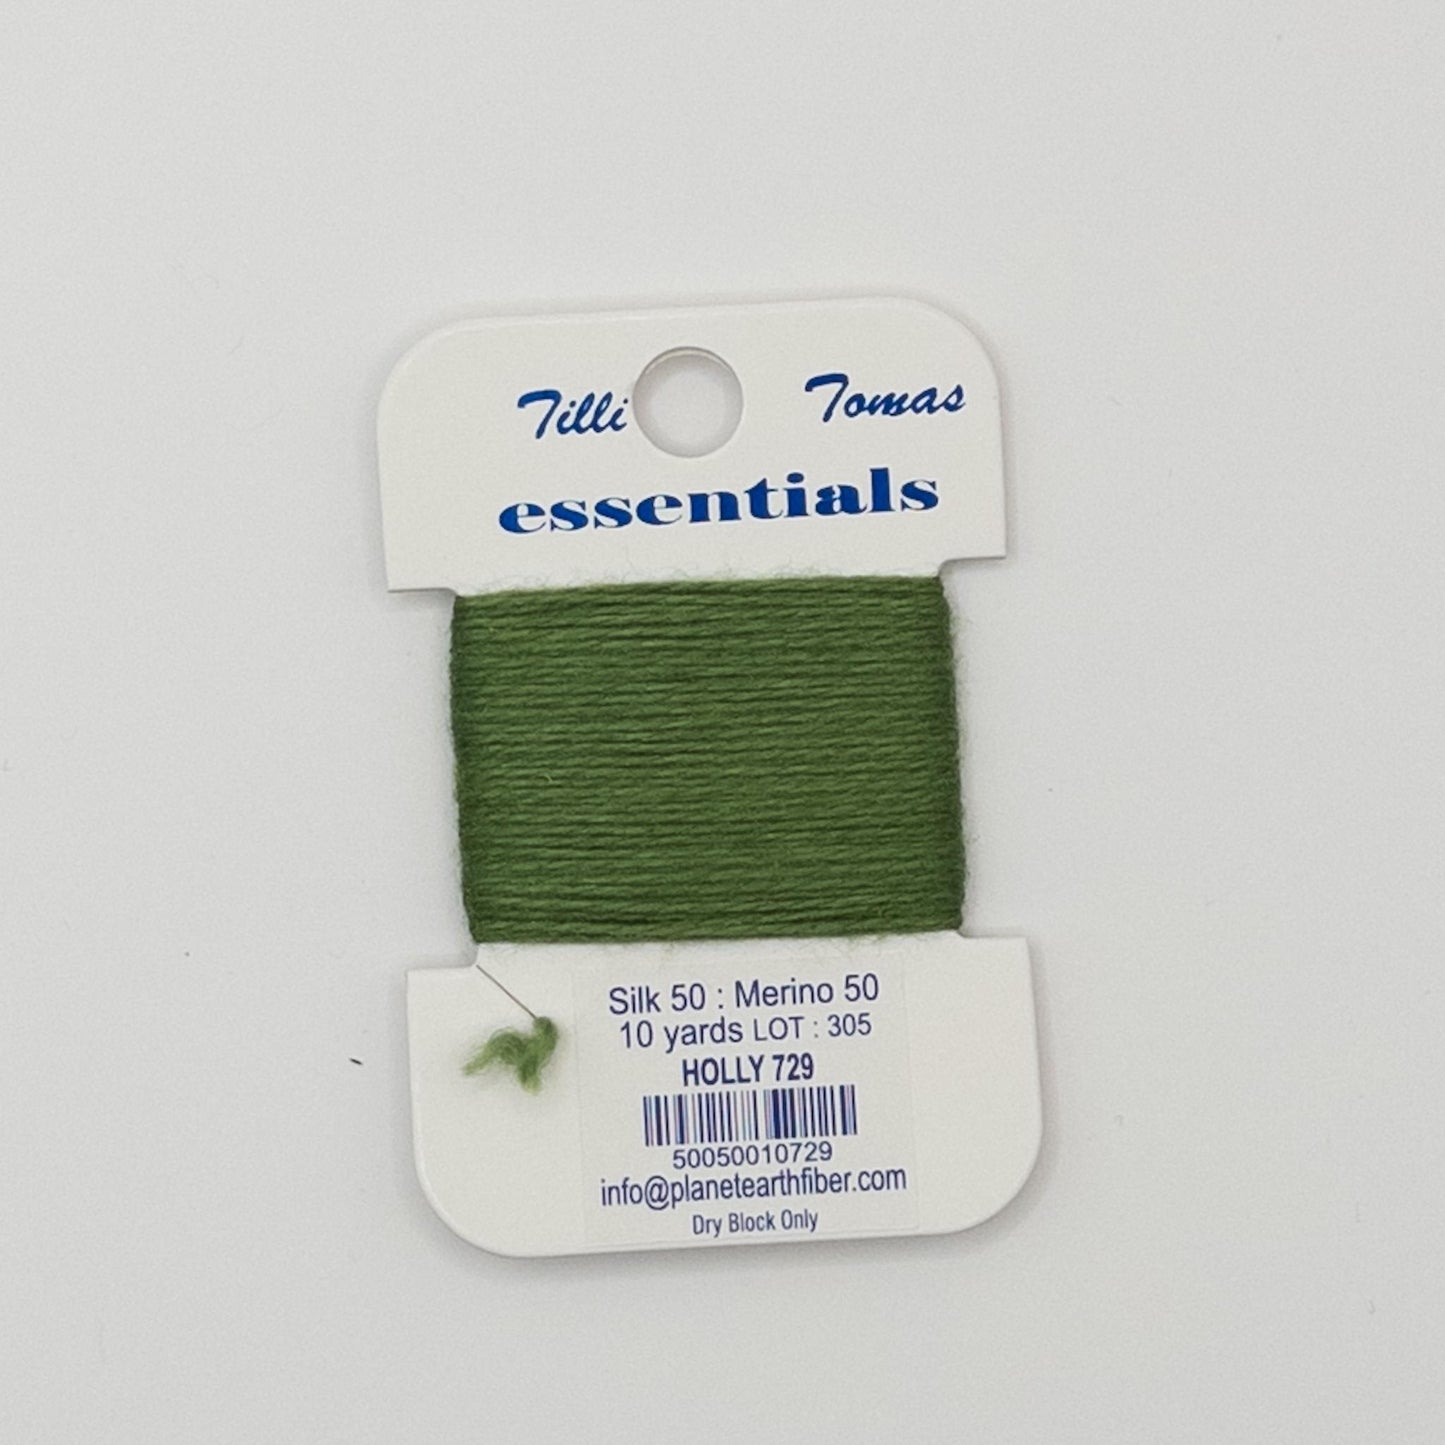 Tilli Tomas
essentials
Silk 50 : Merino 50
10 yards LOT : 305
HOLLY 729
50050010729
info@planetearthfiber.com
Dry Block Only